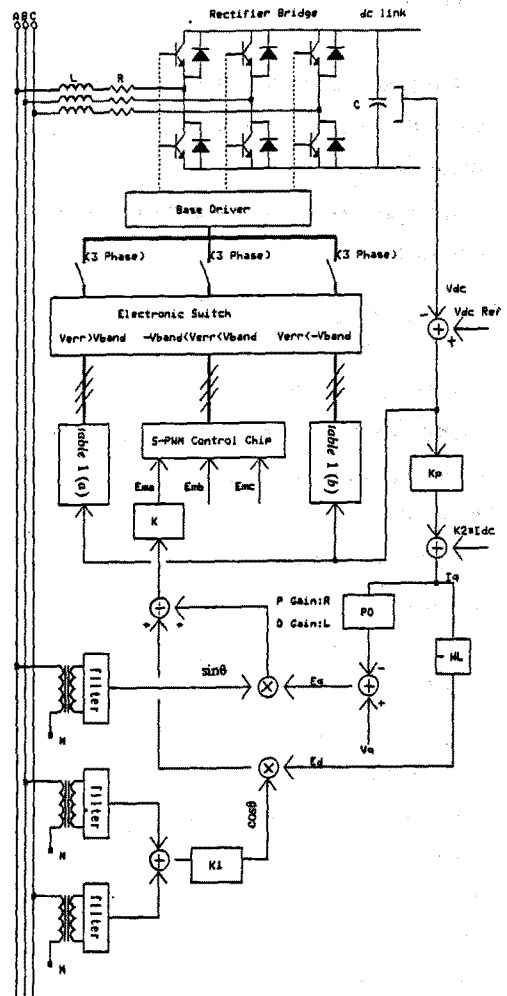 ABC
Rectifier Bridge
dc link
L
R
C
Base Driver
(3 Phase)
(3 Phase)
(3 Phase)
Vdc
Electronic Switch
-
Vdc Ref
+
Verr>Vband
-Vband<Verr<Vband
Verr<-Vband
table 1 (a)
S-PWM Control Chip
table 1 (b)
Kp
Ema
Emb
Emc
K
K2*Idc
Iq
P Gain:R
D Gain:L
PD
+
+
- WL
sinθ
filter
-
Eq
+
N
Vq
Ed
filter
cosθ
N
K1
filter
N